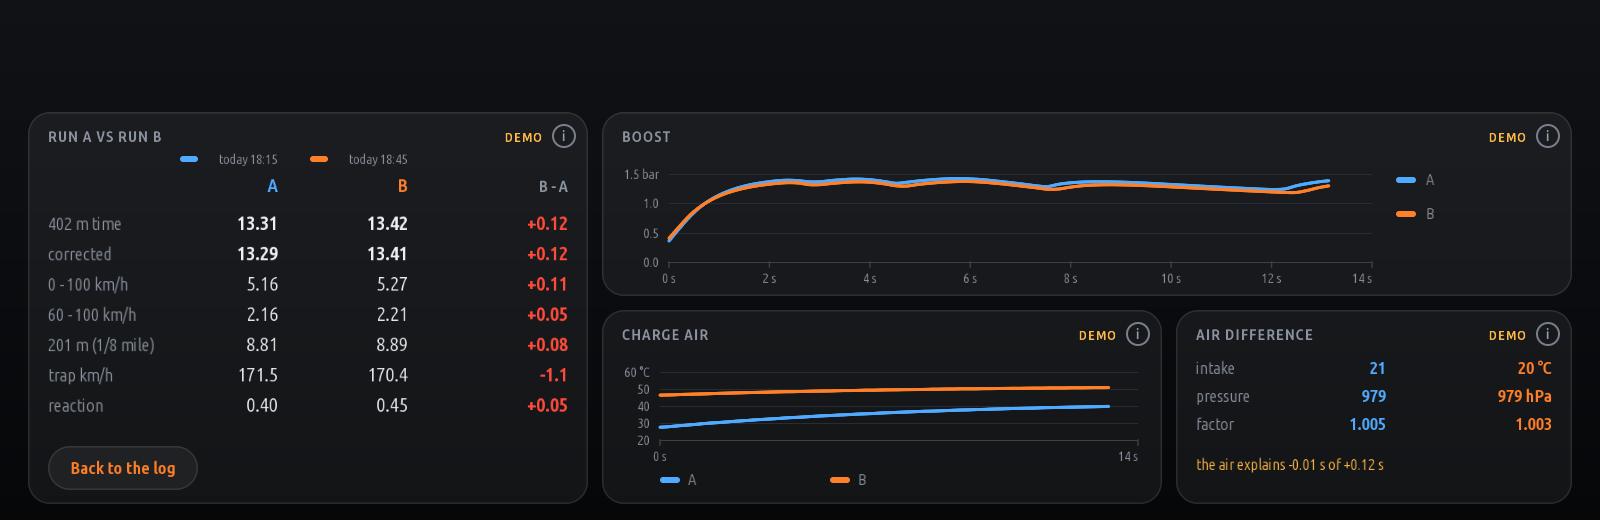 RUN A VS RUN B
DEMO i
today 18:15 today 18:45
A B B - A
402 m time 13.31 13.42 +0.12
corrected 13.29 13.41 +0.12
0 - 100 km/h 5.16 5.27 +0.11
60 - 100 km/h 2.16 2.21 +0.05
201 m (1/8 mile) 8.81 8.89 +0.08
trap km/h 171.5 170.4 -1.1
reaction 0.40 0.45 +0.05
Back to the log
BOOST
DEMO i
1.5 bar
1.0
0.5
0.0
0 s 2 s 4 s 6 s 8 s 10 s 12 s 14 s
A
B
CHARGE AIR
DEMO i
60 °C
50
40
30
20
0 s 14 s
A B
AIR DIFFERENCE
DEMO i
intake 21 20 °C
pressure 979 979 hPa
factor 1.005 1.003
the air explains -0.01 s of +0.12 s